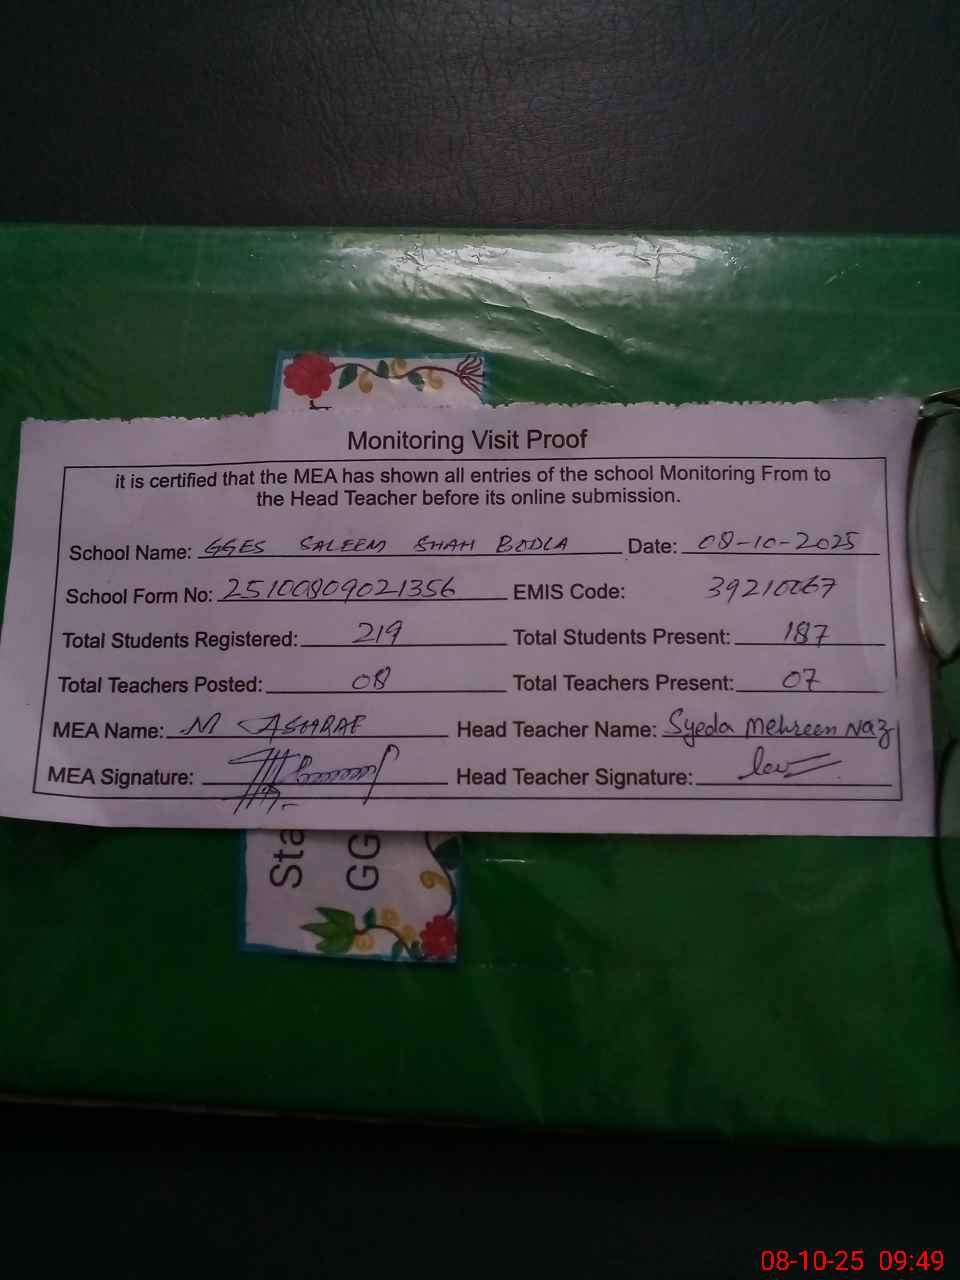 Monitoring Visit Proof
it is certified that the MEA has shown all entries of the school Monitoring From to
the Head Teacher before its online submission.
School Name: GGES SALEEM SHAH BODLA Date: 08-10-2025
School Form No: 25100809021356 EMIS Code: 39210067
Total Students Registered: 219 Total Students Present: 187
Total Teachers Posted: 08 Total Teachers Present: 07
MEA Name: M ASHRAF Head Teacher Name: Syeda Mehreen Naz
MEA Signature: Head Teacher Signature:
Sta
GG
08-10-25 09:49